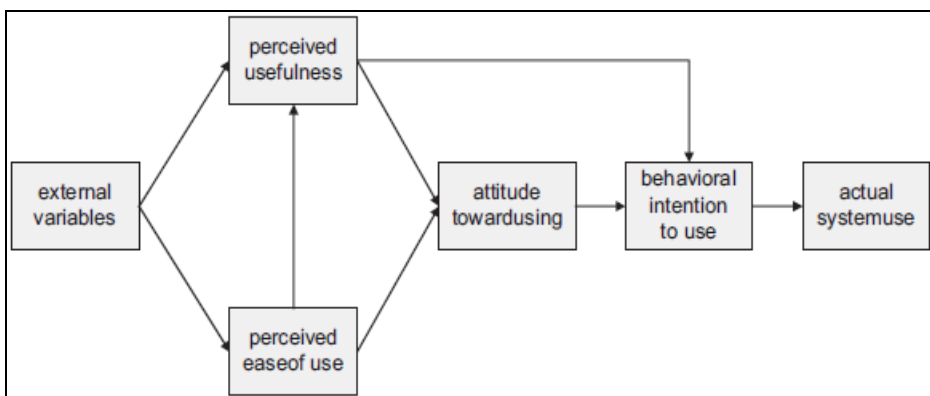 perceived
usefulness
external
variables
attitude
towardusing
behavioral
intention
to use
actual
systemuse
perceived
easeof use